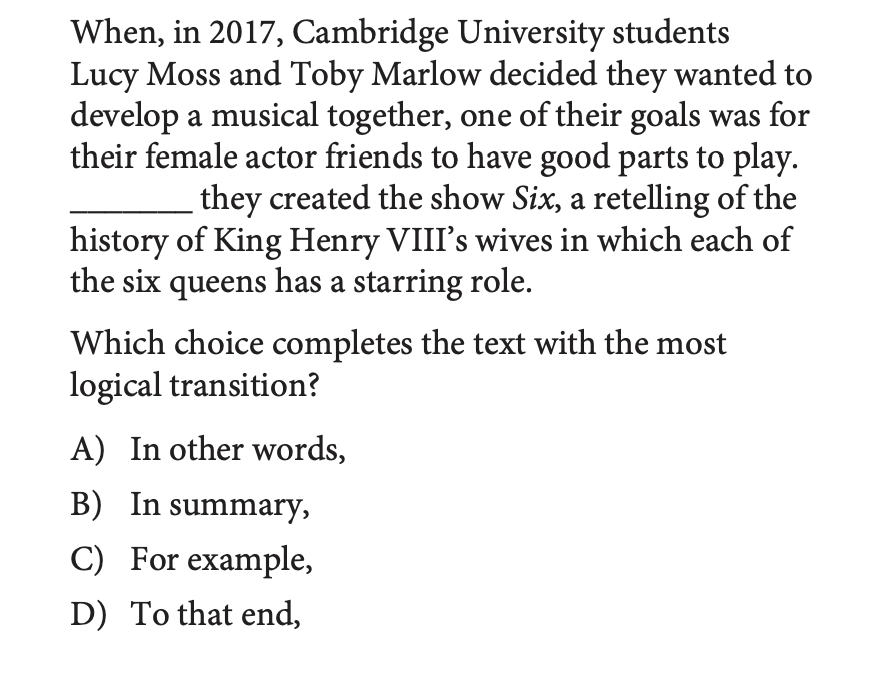 When, in 2017, Cambridge University students
Lucy Moss and Toby Marlow decided they wanted to
develop a musical together, one of their goals was for
their female actor friends to have good parts to play.
_______ they created the show Six, a retelling of the
history of King Henry VIII’s wives in which each of
the six queens has a starring role.
Which choice completes the text with the most
logical transition?
A) In other words,
B) In summary,
C) For example,
D) To that end,